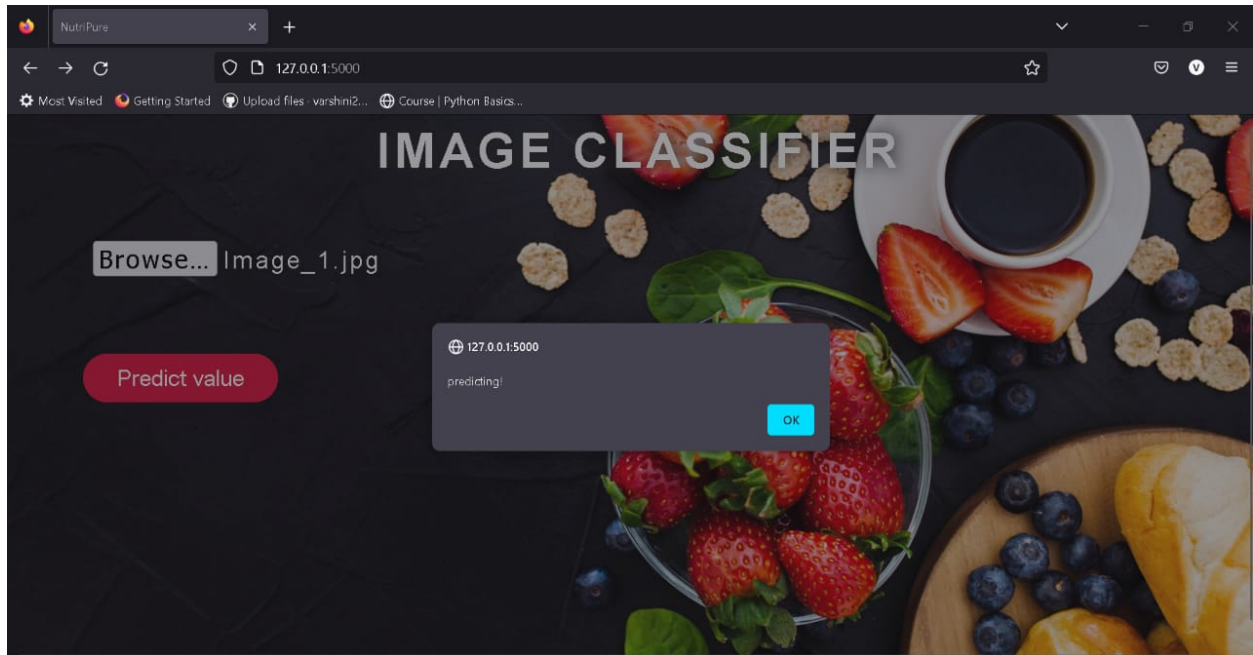 NutriPure
127.0.0.1:5000
Most Visited Getting Started Upload files · varshini2... Course | Python Basics...
IMAGE CLASSIFIER
Browse... Image_1.jpg
127.0.0.1:5000
predicting!
OK
Predict value
V